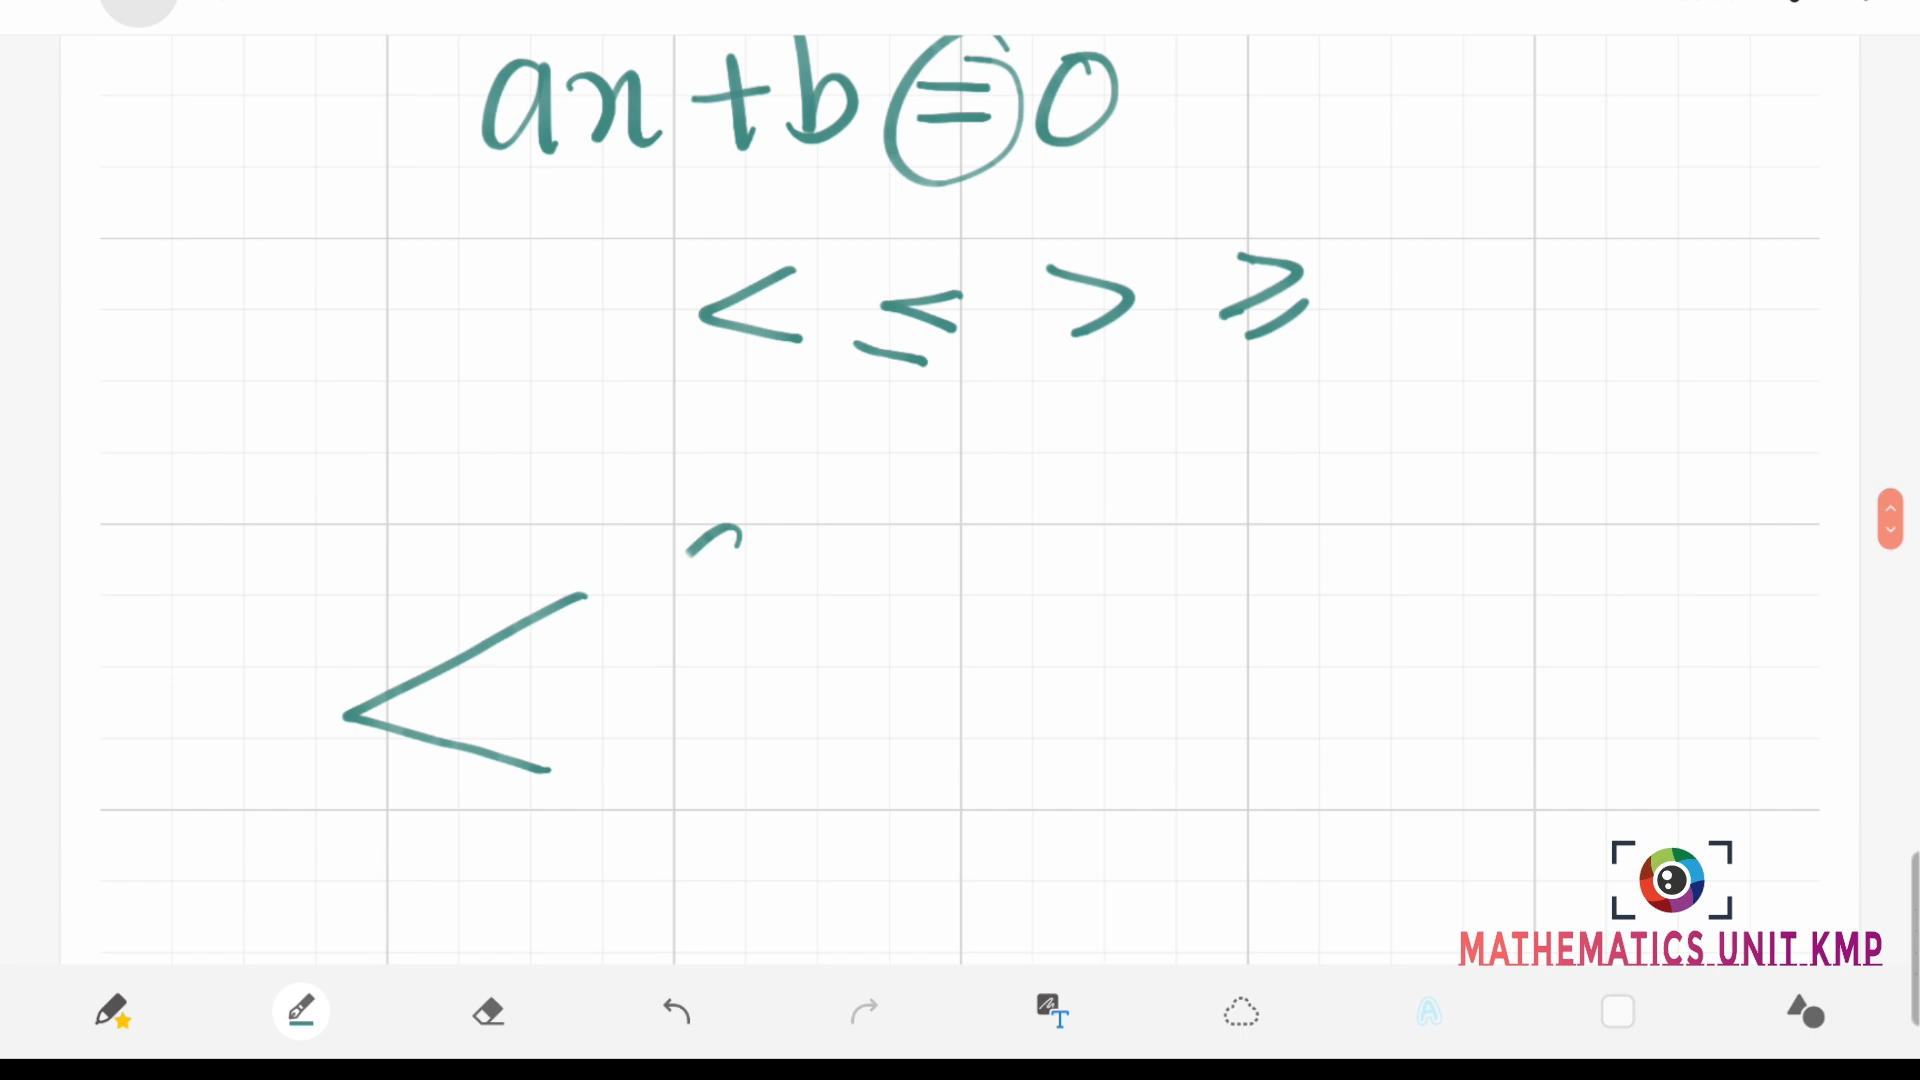 ax+b=0
< ≤ > ≥
<
MATHEMATICS UNIT KMP